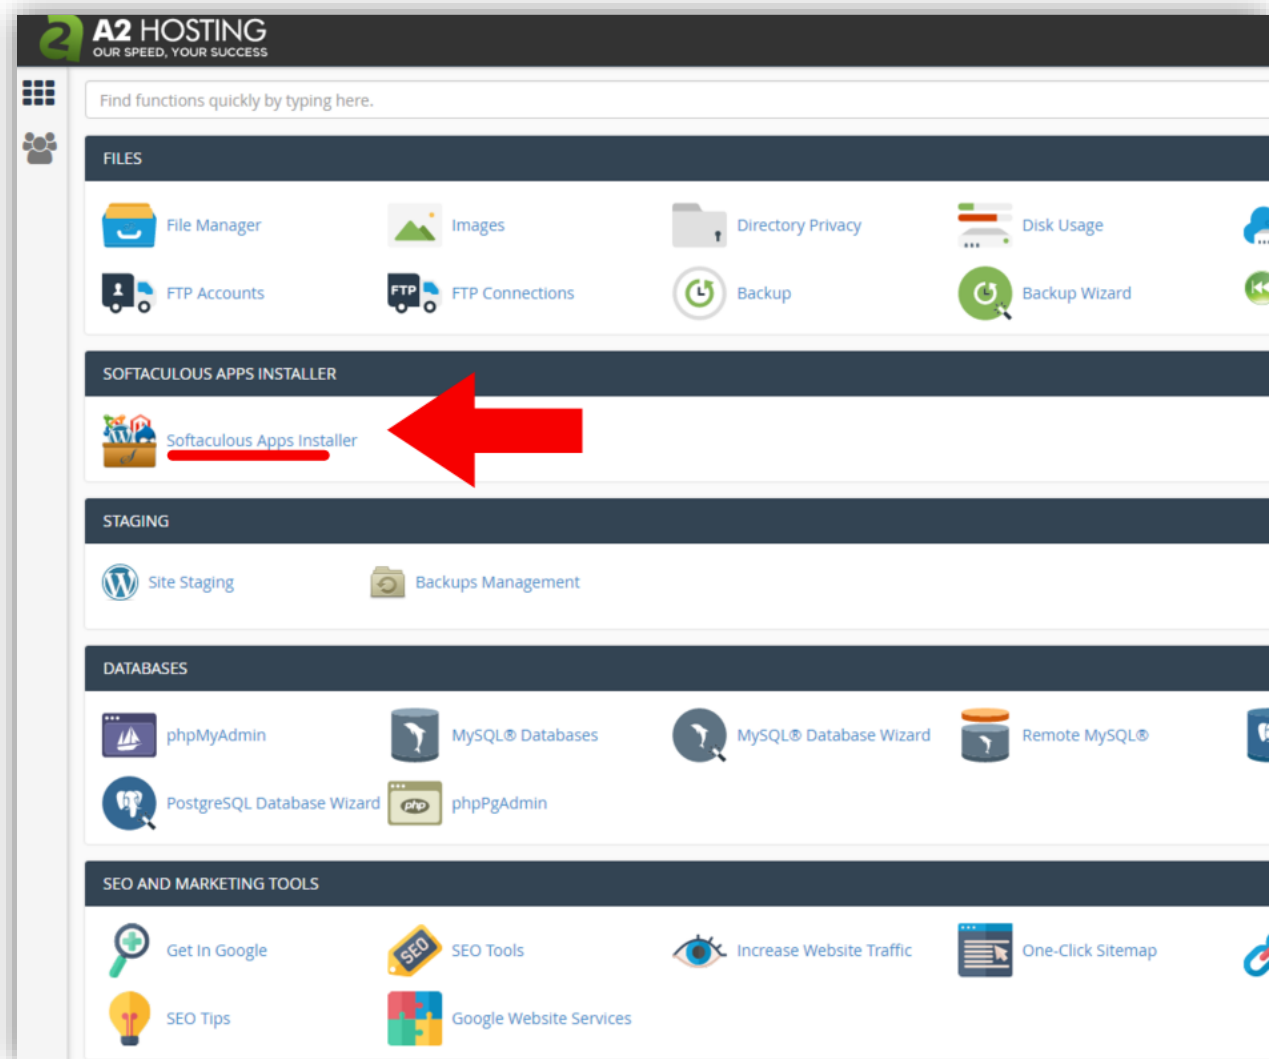 A2 HOSTING
OUR SPEED, YOUR SUCCESS
Find functions quickly by typing here.
FILES
File Manager
Images
Directory Privacy
Disk Usage
FTP Accounts
FTP
FTP Connections
Backup
Backup Wizard
SOFTACULOUS APPS INSTALLER
Softaculous Apps Installer
STAGING
Site Staging
Backups Management
DATABASES
phpMyAdmin
MySQL® Databases
MySQL® Database Wizard
Remote MySQL®
PostgreSQL Database Wizard
php
phpPgAdmin
SEO AND MARKETING TOOLS
Get In Google
SEO
SEO Tools
Increase Website Traffic
One-Click Sitemap
SEO Tips
Google Website Services